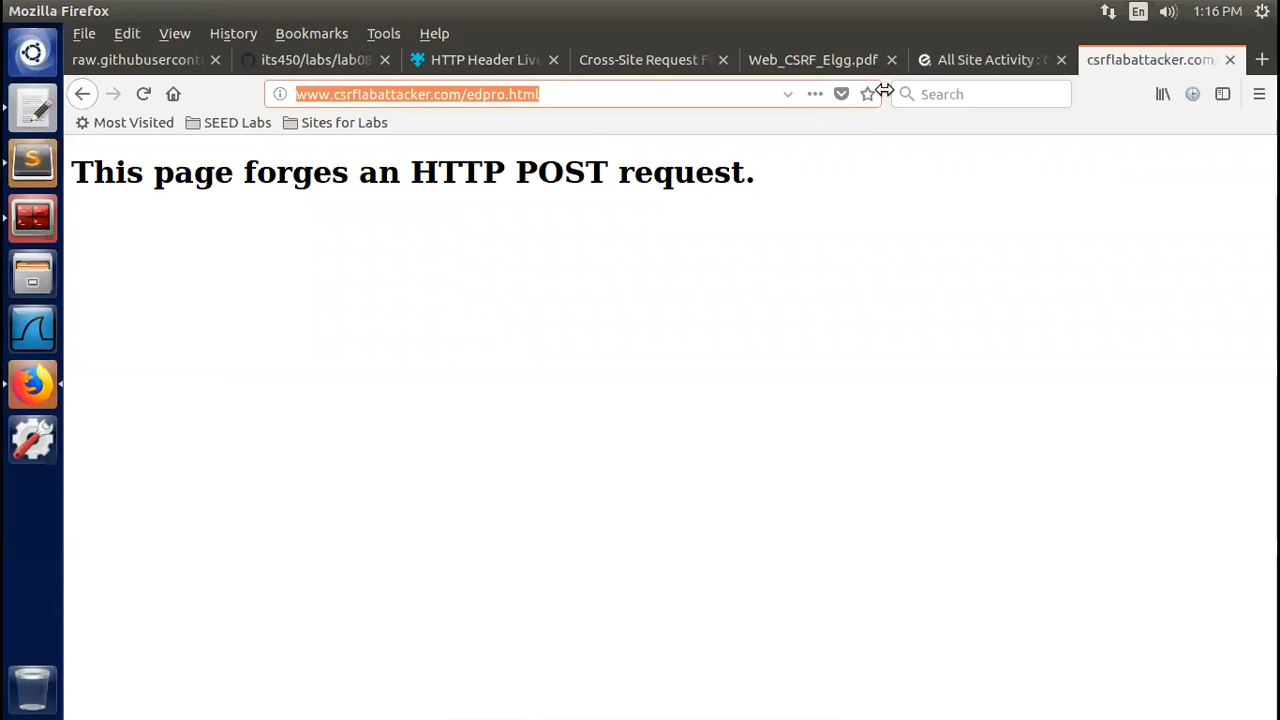 Mozilla Firefox
En
1:16 PM
File Edit View History Bookmarks Tools Help
raw.githubusercont
its450/labs/lab08
HTTP Header Live
Cross-Site Request F
Web_CSRF_Elgg.pdf
All Site Activity :
csrflabattacker.com
www.csrflabattacker.com/edpro.html
Search
Most Visited
SEED Labs
Sites for Labs
This page forges an HTTP POST request.